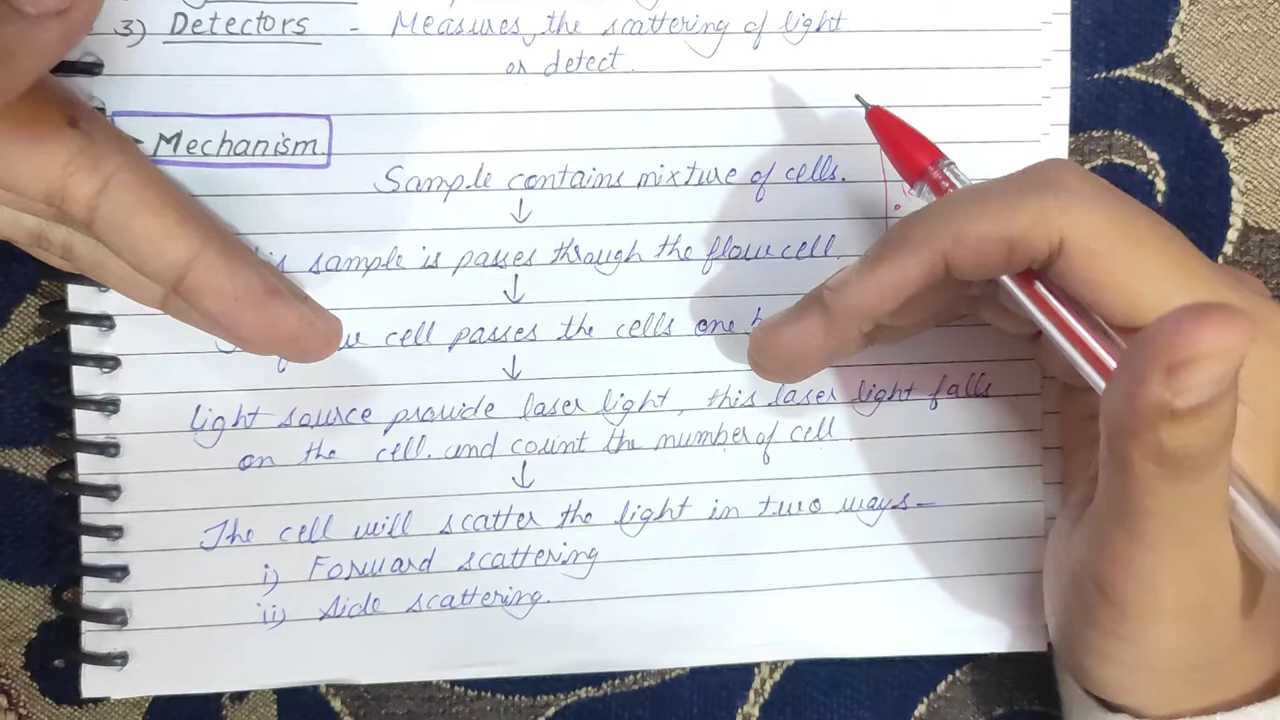 3) Detectors - Measures the scattering of light
or detect.
Mechanism
Sample contains mixture of cells.
↓
sample is passes through the flow cell.
↓
cell passes the cells one
↓
light source provide laser light, this laser light falls
on the cell. and count the number of cell
↓
The cell will scatter the light in two ways-
i) Forward scattering
ii) Side scattering.